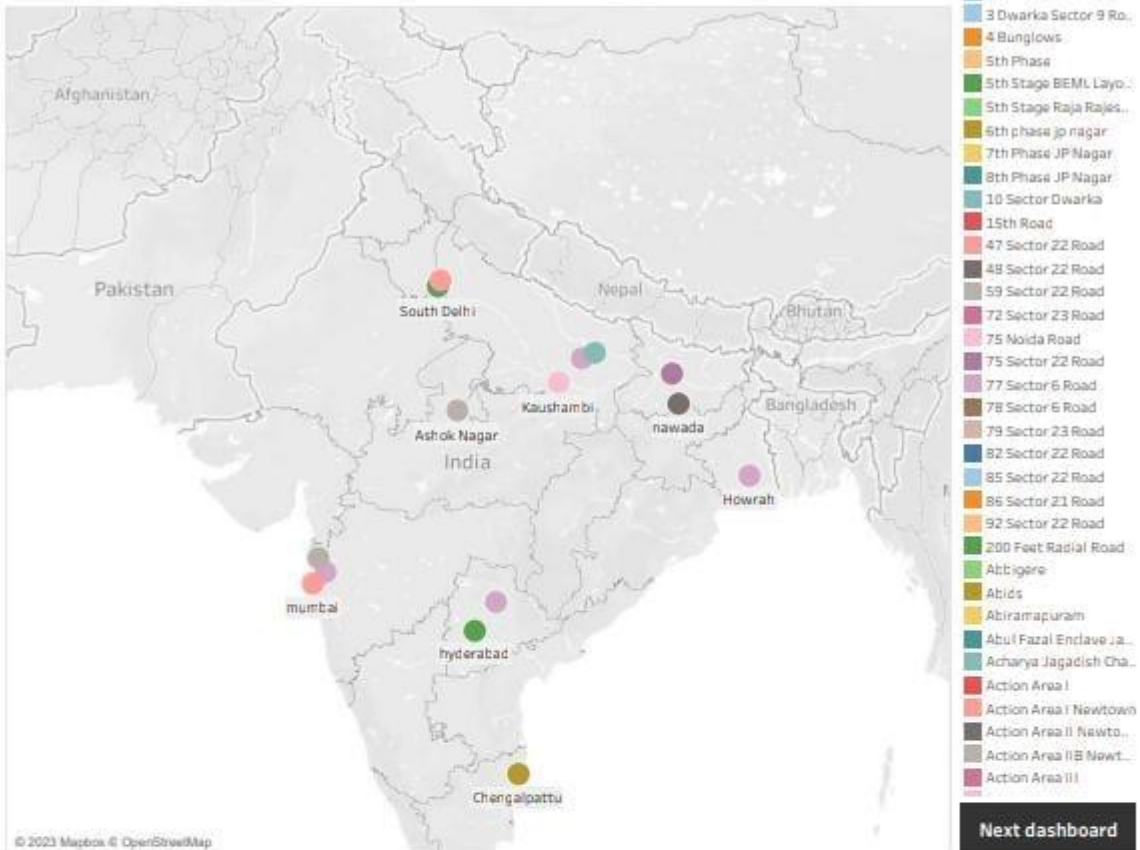 Afghanistan
Pakistan
South Delhi
Nepal
Bhutan
Kaushambi
nawada
Bangladesh
Ashok Nagar
India
Howrah
mumbai
hyderabad
Chengalpattu
© 2023 Mapbox © OpenStreetMap
3 Dwarka Sector 9 Ro..
4 Bunglows
5th Phase
5th Stage BEML Layo..
5th Stage Raja Rajes..
6th phase jp nagar
7th Phase JP Nagar
8th Phase JP Nagar
10 Sector Dwarka
15th Road
47 Sector 22 Road
48 Sector 22 Road
59 Sector 22 Road
72 Sector 23 Road
75 Noida Road
75 Sector 22 Road
77 Sector 6 Road
78 Sector 6 Road
79 Sector 23 Road
82 Sector 22 Road
85 Sector 22 Road
86 Sector 21 Road
92 Sector 22 Road
200 Feet Radial Road
Abbigere
Abids
Abiramapuram
Abul Fazal Enclave Ja..
Acharya Jagadish Cha..
Action Area I
Action Area I Newtown
Action Area II Newto..
Action Area IIB Newt..
Action Area III
Next dashboard